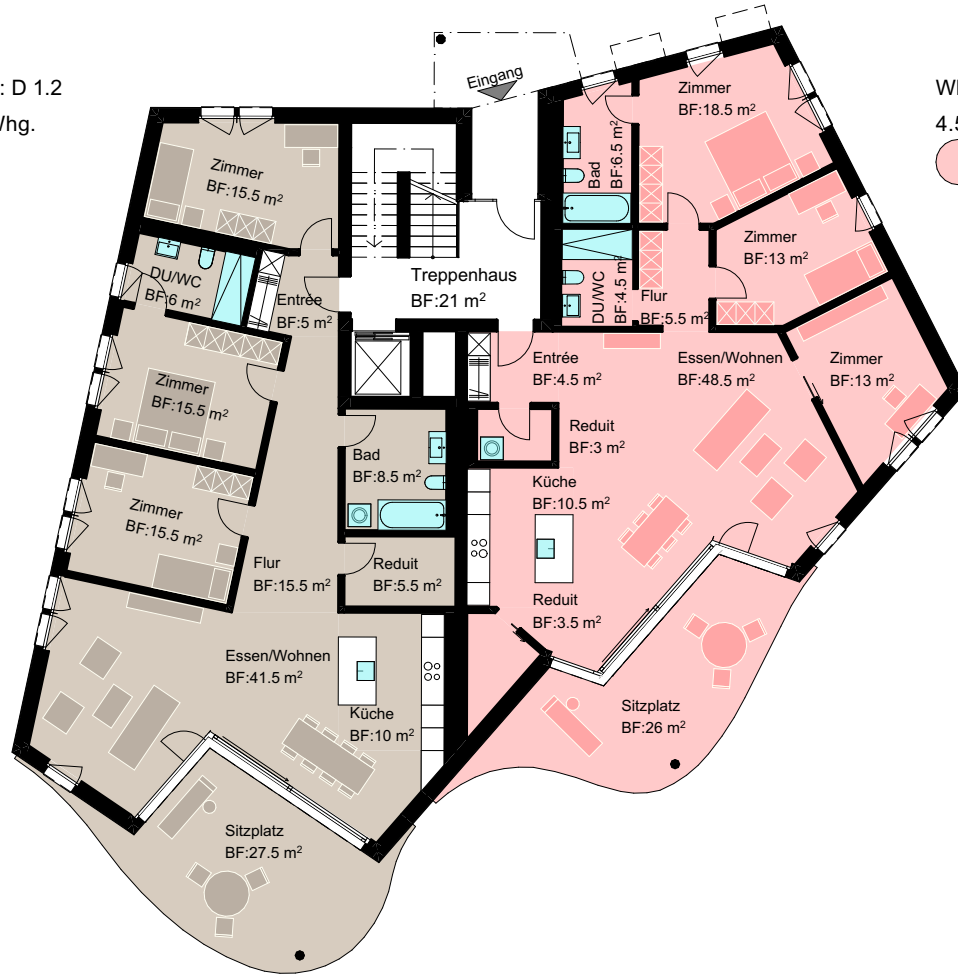 : D 1.2
Whg.
Wh
4.5
Eingang
Zimmer
BF:18.5 m²
Bad
BF:6.5 m²
Zimmer
BF:15.5 m²
Zimmer
BF:13 m²
DU/WC
BF:6 m²
Entrée
BF:5 m²
Treppenhaus
BF:21 m²
DU/WC
BF:4.5 m²
Flur
BF:5.5 m²
Entrée
BF:4.5 m²
Essen/Wohnen
BF:48.5 m²
Zimmer
BF:13 m²
Zimmer
BF:15.5 m²
Reduit
BF:3 m²
Bad
BF:8.5 m²
Küche
BF:10.5 m²
Zimmer
BF:15.5 m²
Flur
BF:15.5 m²
Reduit
BF:5.5 m²
Reduit
BF:3.5 m²
Essen/Wohnen
BF:41.5 m²
Küche
BF:10 m²
Sitzplatz
BF:26 m²
Sitzplatz
BF:27.5 m²